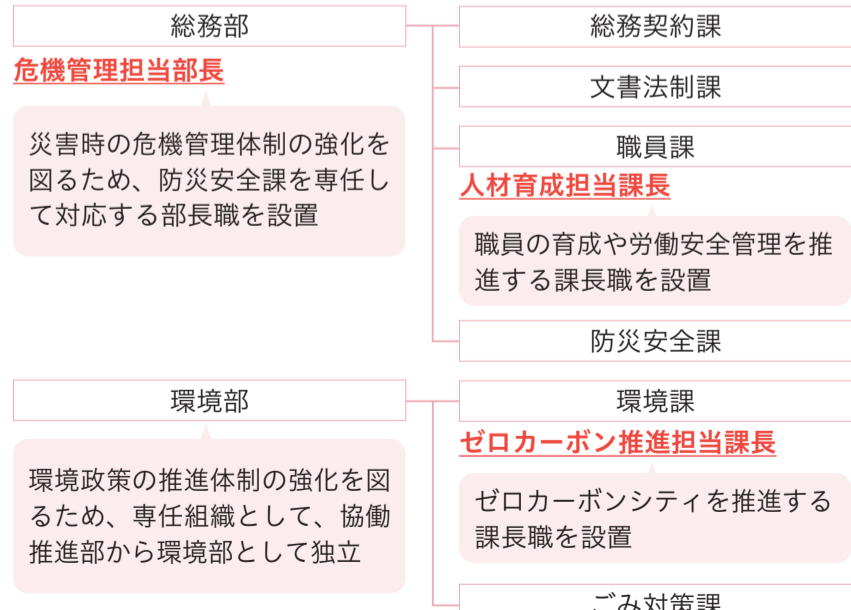 総務部
危機管理担当部長
災害時の危機管理体制の強化を
図るため、防災安全課を専任し
て対応する部長職を設置
総務契約課
文書法制課
職員課
人材育成担当課長
職員の育成や労働安全管理を推
進する課長職を設置
防災安全課
環境部
環境政策の推進体制の強化を図
るため、専任組織として、協働
推進部から環境部として独立
環境課
ゼロカーボン推進担当課長
ゼロカーボンシティを推進する
課長職を設置
ごみ対策課